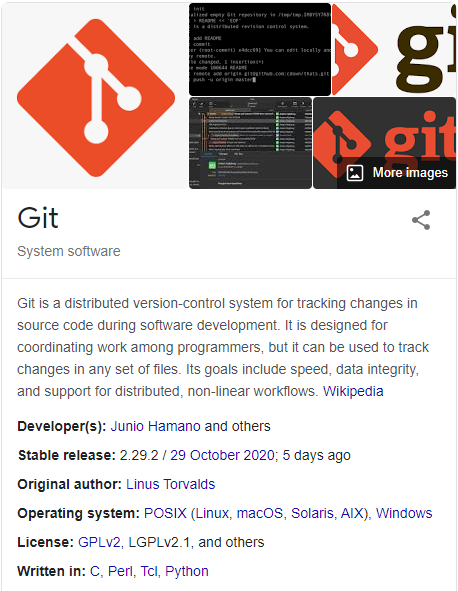 init
alized empty Git repository in /tmp/tmp.IMBYSY7R8Y
> README << 'EOF'
is a distributed revision control system.
add README
commit
er (root-commit) e4dcc69] You can edit locally and
y remote.
changed, 1 insertion(+)
e mode 100644 README
remote add origin git@github.com:cdown/thats.git
push -u origin master
gi
git
More images
Git
System software
Git is a distributed version-control system for tracking changes in
source code during software development. It is designed for
coordinating work among programmers, but it can be used to track
changes in any set of files. Its goals include speed, data integrity,
and support for distributed, non-linear workflows. Wikipedia
Developer(s): Junio Hamano and others
Stable release: 2.29.2 / 29 October 2020; 5 days ago
Original author: Linus Torvalds
Operating system: POSIX (Linux, macOS, Solaris, AIX), Windows
License: GPLv2, LGPLv2.1, and others
Written in: C, Perl, Tcl, Python